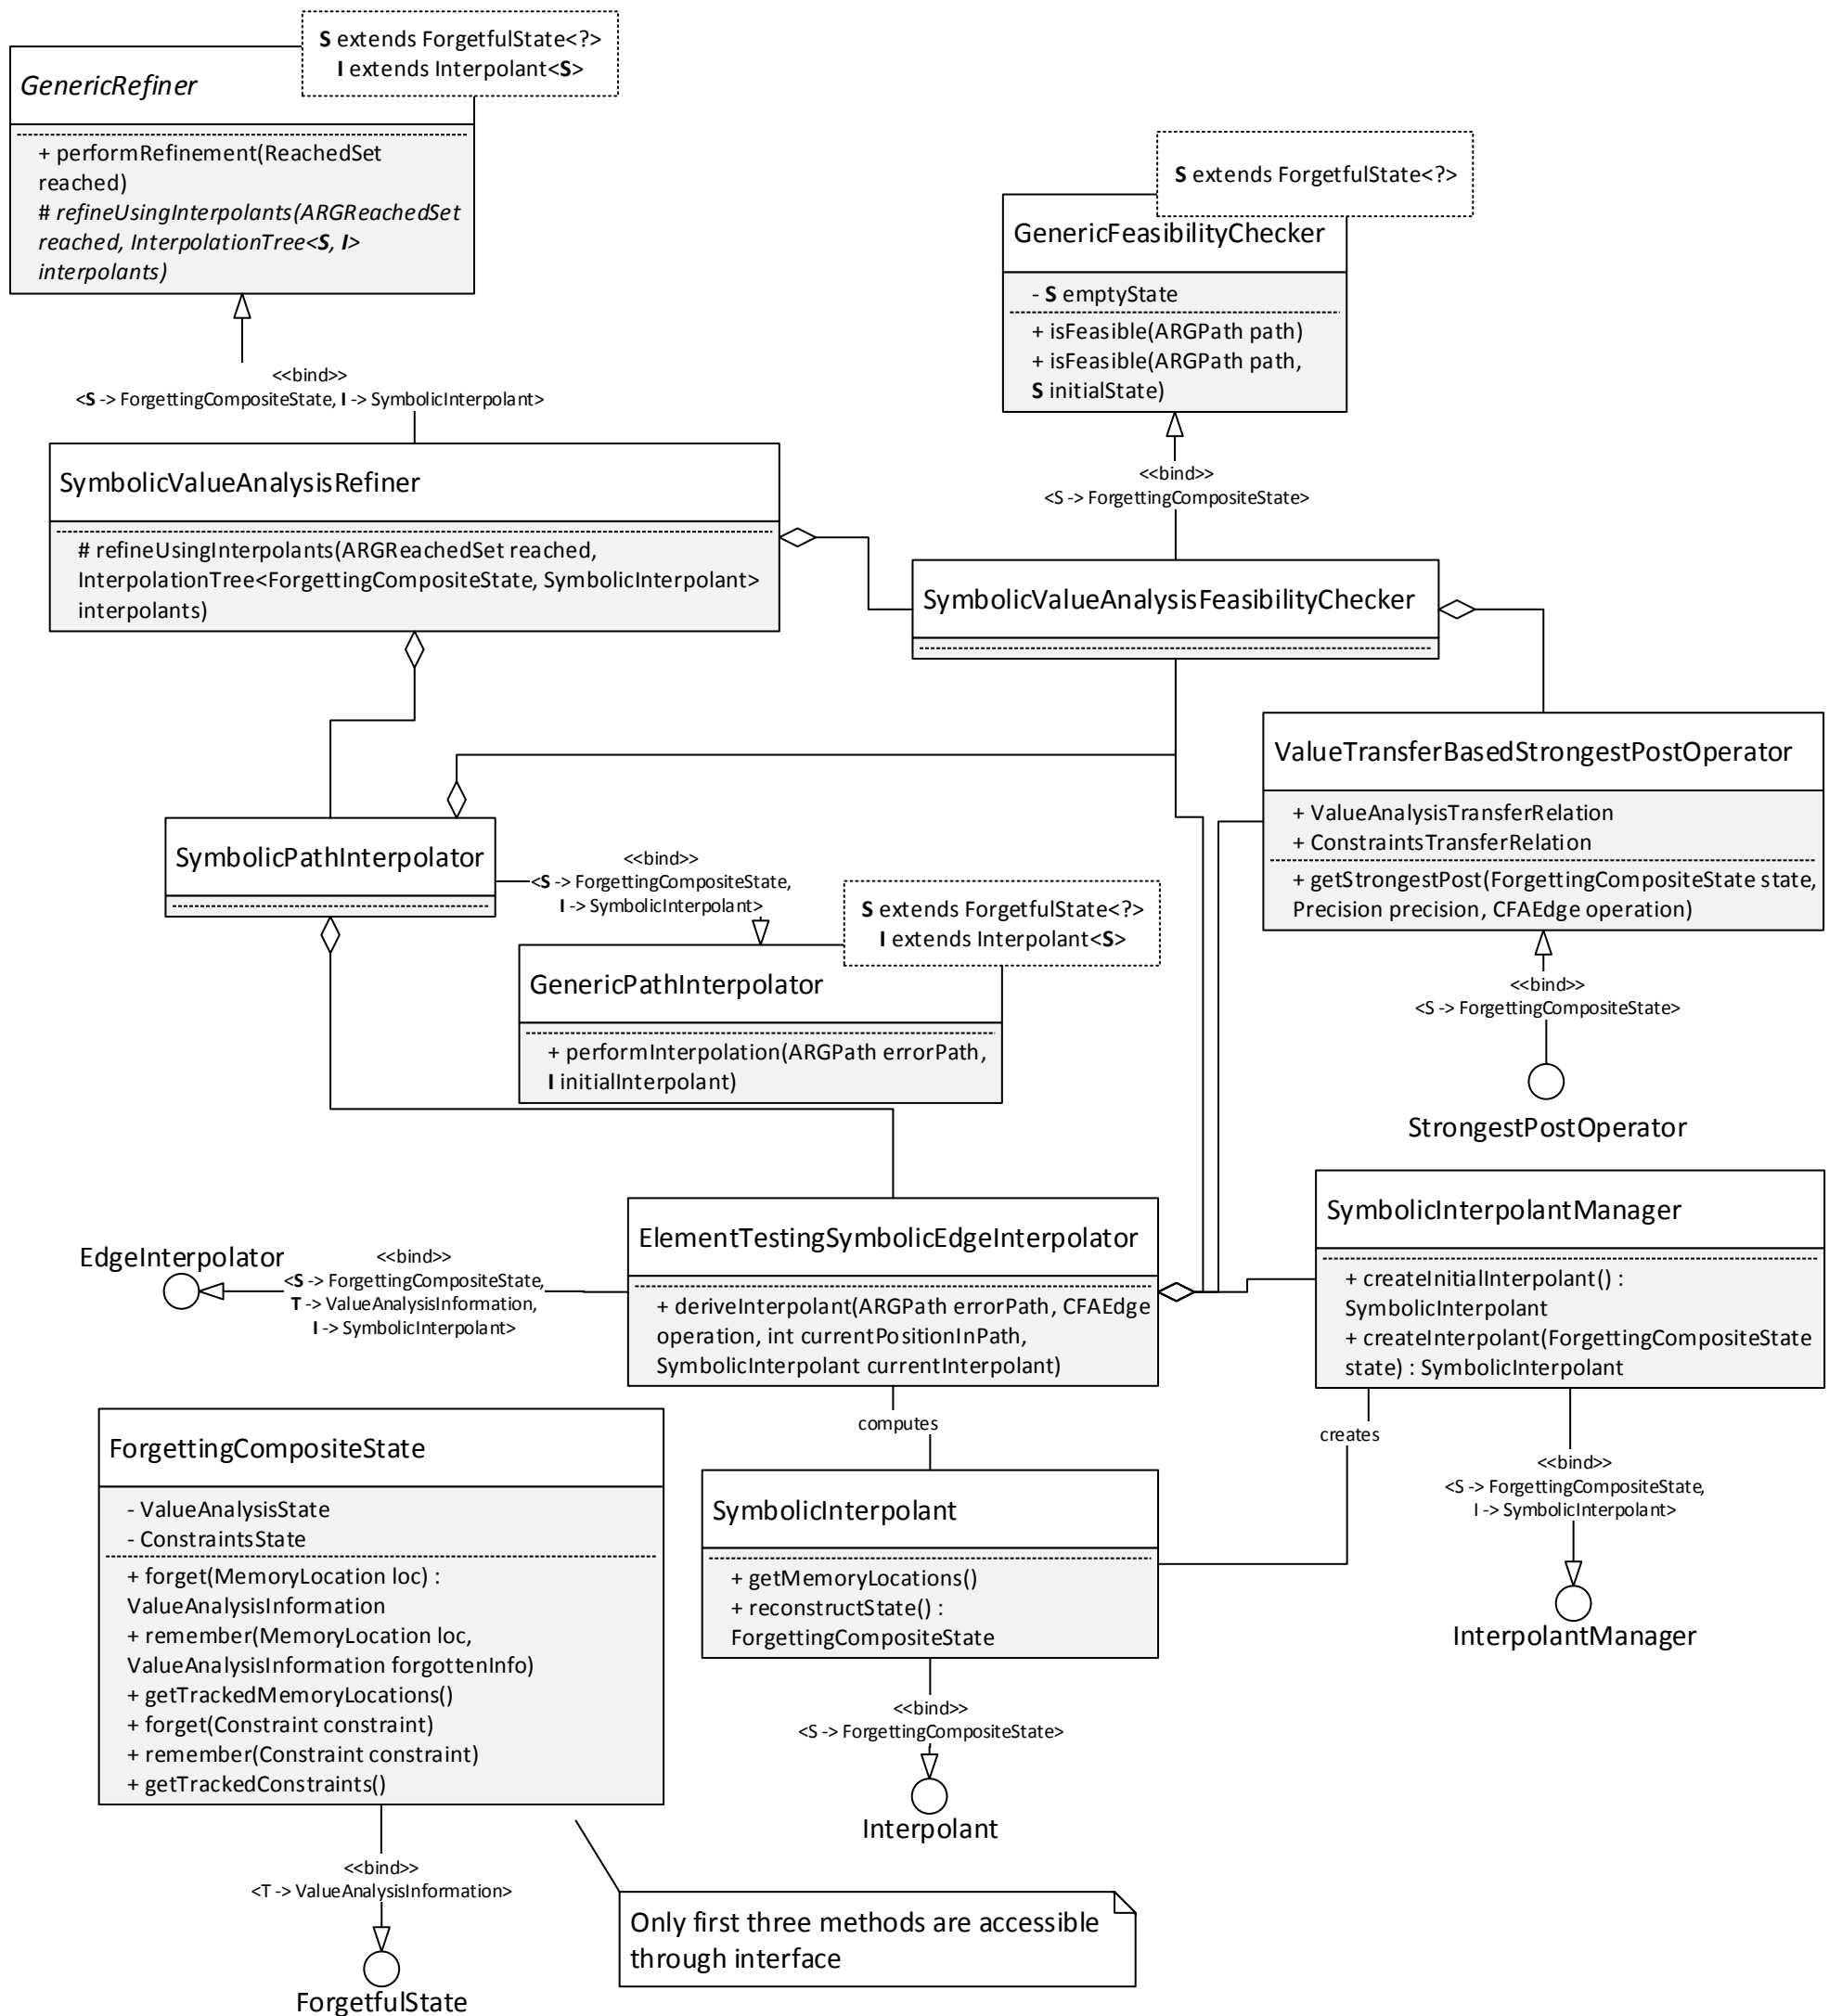 S extends ForgetfulState<?>
I extends Interpolant<S>
GenericRefiner
+ performRefinement(ReachedSet
reached)
# refineUsingInterpolants(ARGReachedSet
reached, InterpolationTree<S, I>
interpolants)
<<bind>>
<S -> ForgettingCompositeState, I -> SymbolicInterpolant>
S extends ForgetfulState<?>
GenericFeasibilityChecker
- S emptyState
+ isFeasible(ARGPath path)
+ isFeasible(ARGPath path,
S initialState)
<<bind>>
<S -> ForgettingCompositeState>
SymbolicValueAnalysisRefiner
# refineUsingInterpolants(ARGReachedSet reached,
InterpolationTree<ForgettingCompositeState, SymbolicInterpolant>
interpolants)
SymbolicValueAnalysisFeasibilityChecker
ValueTransferBasedStrongestPostOperator
+ ValueAnalysisTransferRelation
+ ConstraintsTransferRelation
+ getStrongestPost(ForgettingCompositeState state,
Precision precision, CFAEdge operation)
<<bind>>
<S -> ForgettingCompositeState>
StrongestPostOperator
SymbolicPathInterpolator
<<bind>>
<S -> ForgettingCompositeState,
I -> SymbolicInterpolant>
S extends ForgetfulState<?>
I extends Interpolant<S>
GenericPathInterpolator
+ performInterpolation(ARGPath errorPath,
I initialInterpolant)
EdgeInterpolator
<<bind>>
<S -> ForgettingCompositeState,
T -> ValueAnalysisInformation,
I -> SymbolicInterpolant>
ElementTestingSymbolicEdgeInterpolator
+ deriveInterpolant(ARGPath errorPath, CFAEdge
operation, int currentPositionInPath,
SymbolicInterpolant currentInterpolant)
SymbolicInterpolantManager
+ createInitialInterpolant() :
SymbolicInterpolant
+ createInterpolant(ForgettingCompositeState
state) : SymbolicInterpolant
computes
creates
<<bind>>
<S -> ForgettingCompositeState,
I -> SymbolicInterpolant>
InterpolantManager
ForgettingCompositeState
- ValueAnalysisState
- ConstraintsState
+ forget(MemoryLocation loc) :
ValueAnalysisInformation
+ remember(MemoryLocation loc,
ValueAnalysisInformation forgottenInfo)
+ getTrackedMemoryLocations()
+ forget(Constraint constraint)
+ remember(Constraint constraint)
+ getTrackedConstraints()
SymbolicInterpolant
+ getMemoryLocations()
+ reconstructState() :
ForgettingCompositeState
<<bind>>
<S -> ForgettingCompositeState>
Interpolant
<<bind>>
<T -> ValueAnalysisInformation>
ForgetfulState
Only first three methods are accessible
through interface